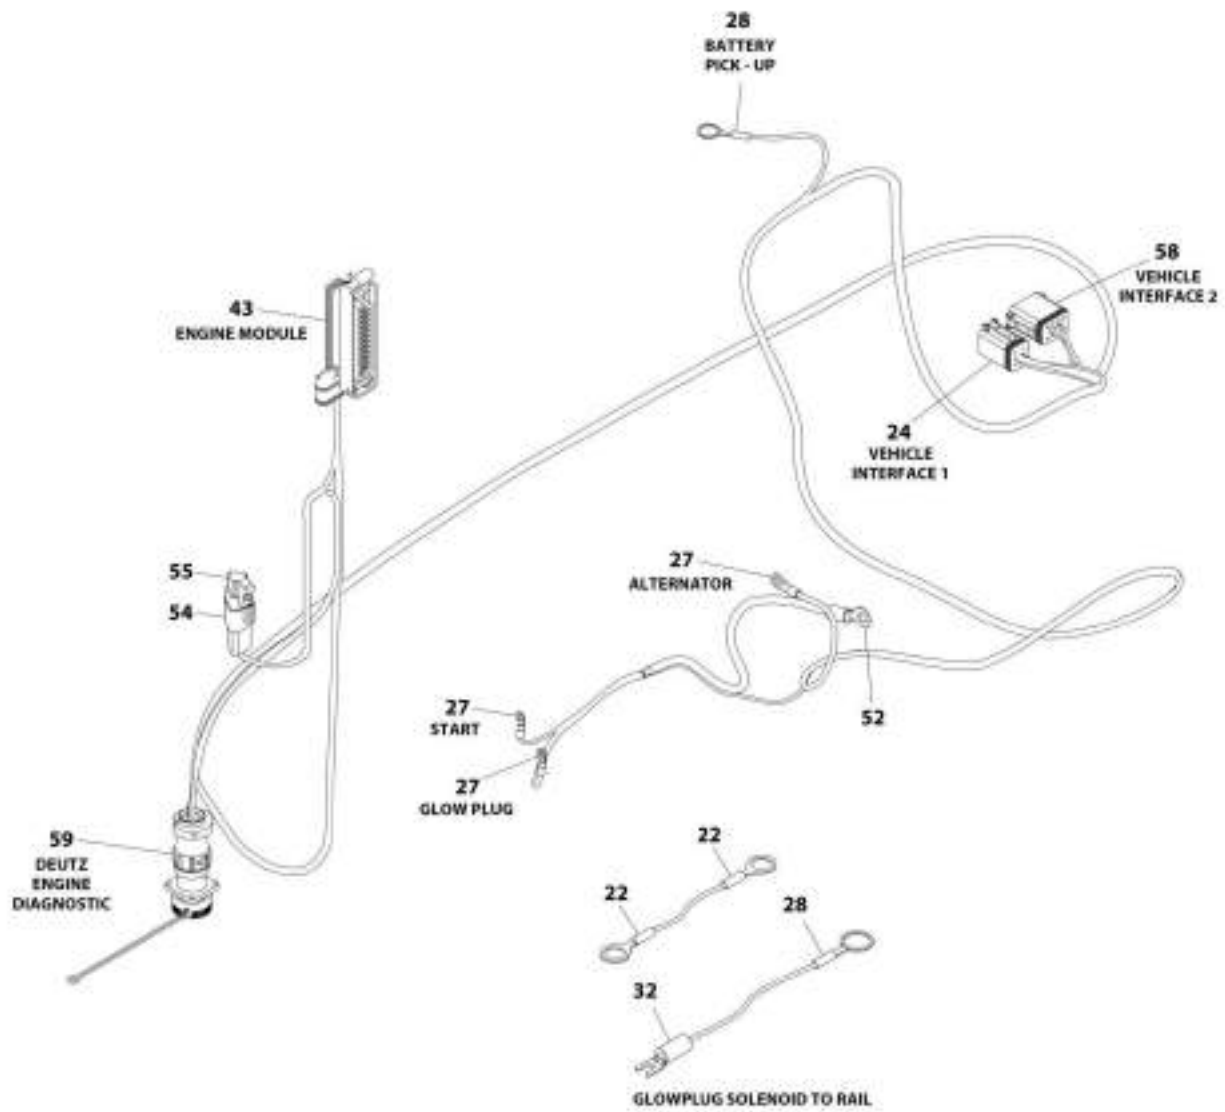 28
BATTERY
PICK - UP
58
VEHICLE
INTERFACE 2
43
ENGINE MODULE
24
VEHICLE
INTERFACE 1
55
54
27
ALTERNATOR
52
27
START
27
GLOW PLUG
59
DEUTZ
ENGINE
DIAGNOSTIC
22
22
28
32
GLOWPLUG SOLENOID TO RAIL